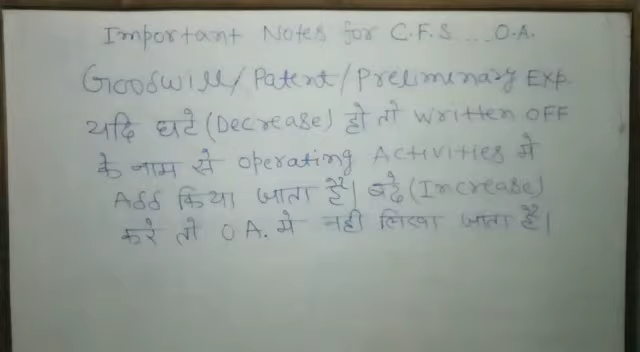 Important Notes for C.F.S....O.A.
Goodwill/Patent/Preliminary Exp.
यदि घटे (Decrease) हो तो Written OFF
के नाम से Operating Activities मे
Add किया जाता है। बढ़े (Increase)
करे तो O A. मे नही लिखा जाता है।